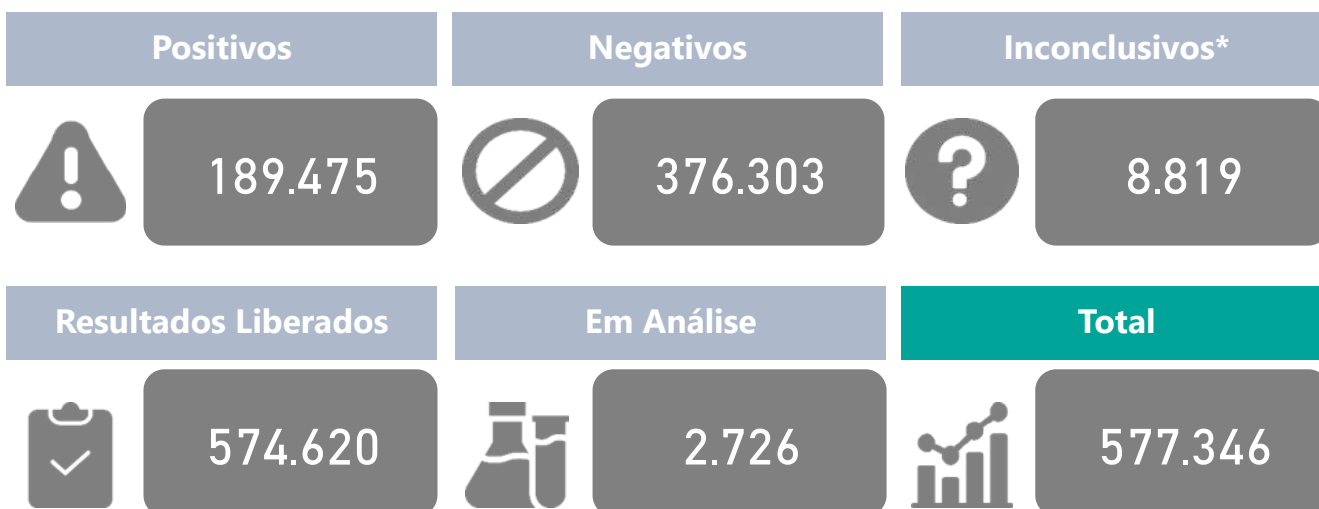 Positivos
Negativos
Inconclusivos*
189.475
376.303
8.819
Resultados Liberados
Em Análise
Total
574.620
2.726
577.346